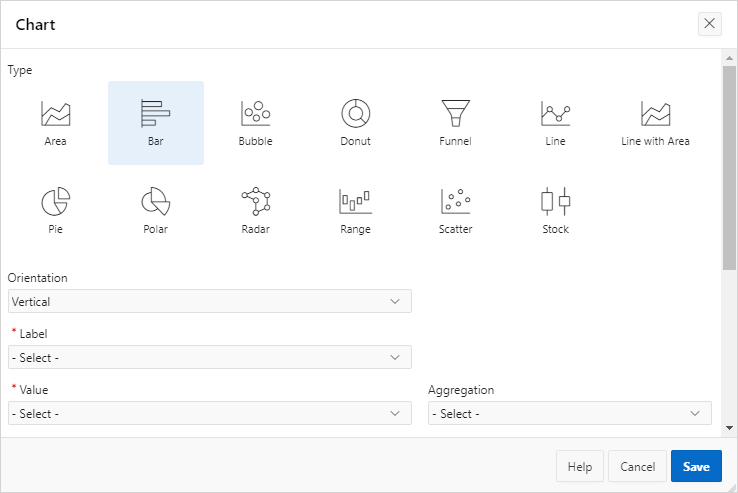 Chart
Type
Area Bar Bubble Donut Funnel Line Line with Area
Pie Polar Radar Range Scatter Stock
Orientation
Vertical
* Label
- Select -
* Value Aggregation
- Select - - Select -
Help Cancel Save